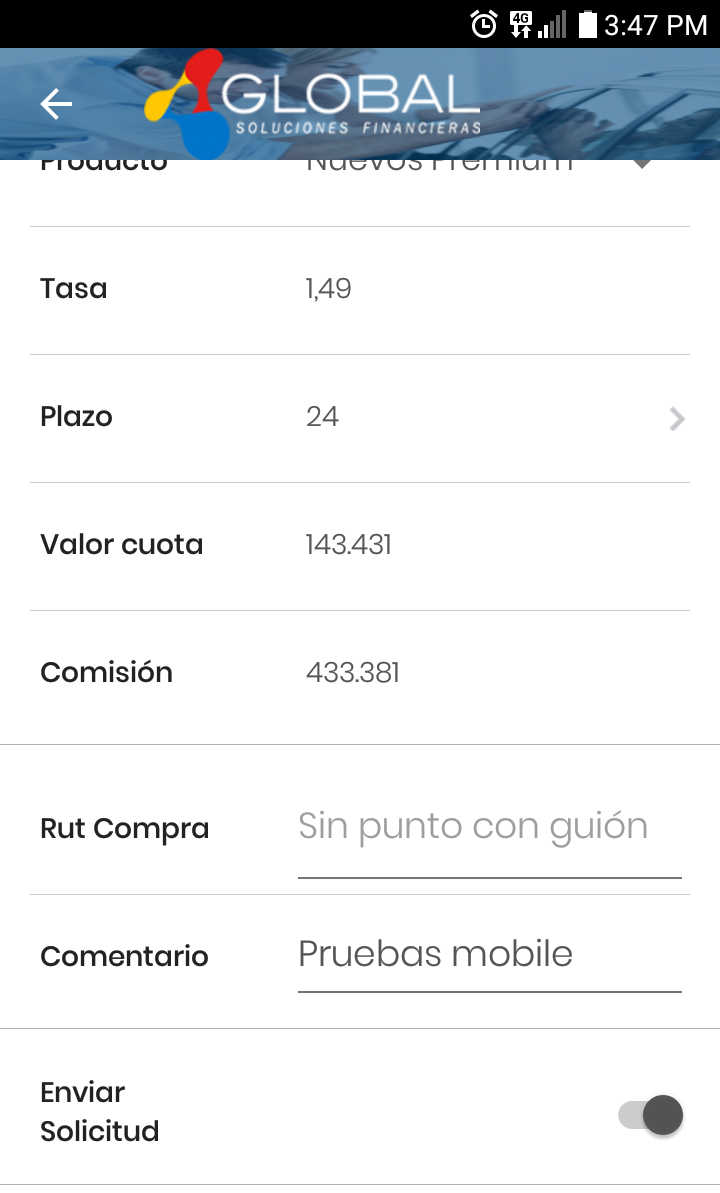 4G 3:47 PM
GLOBAL
SOLUCIONES FINANCIERAS
Producto Nuevos Premium
Tasa 1,49
Plazo 24
Valor cuota 143.431
Comisión 433.381
Rut Compra Sin punto con guión
Comentario Pruebas mobile
Enviar
Solicitud